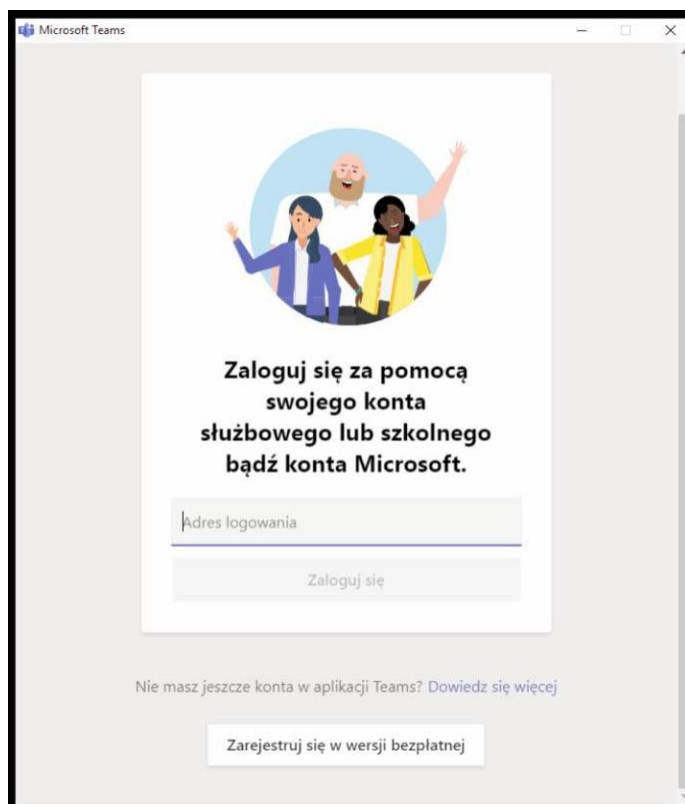 Microsoft Teams
Zaloguj się za pomocą
swojego konta
służbowego lub szkolnego
bądź konta Microsoft.
Adres logowania
Zaloguj się
Nie masz jeszcze konta w aplikacji Teams? Dowiedz się więcej
Zarejestruj się w wersji bezpłatnej